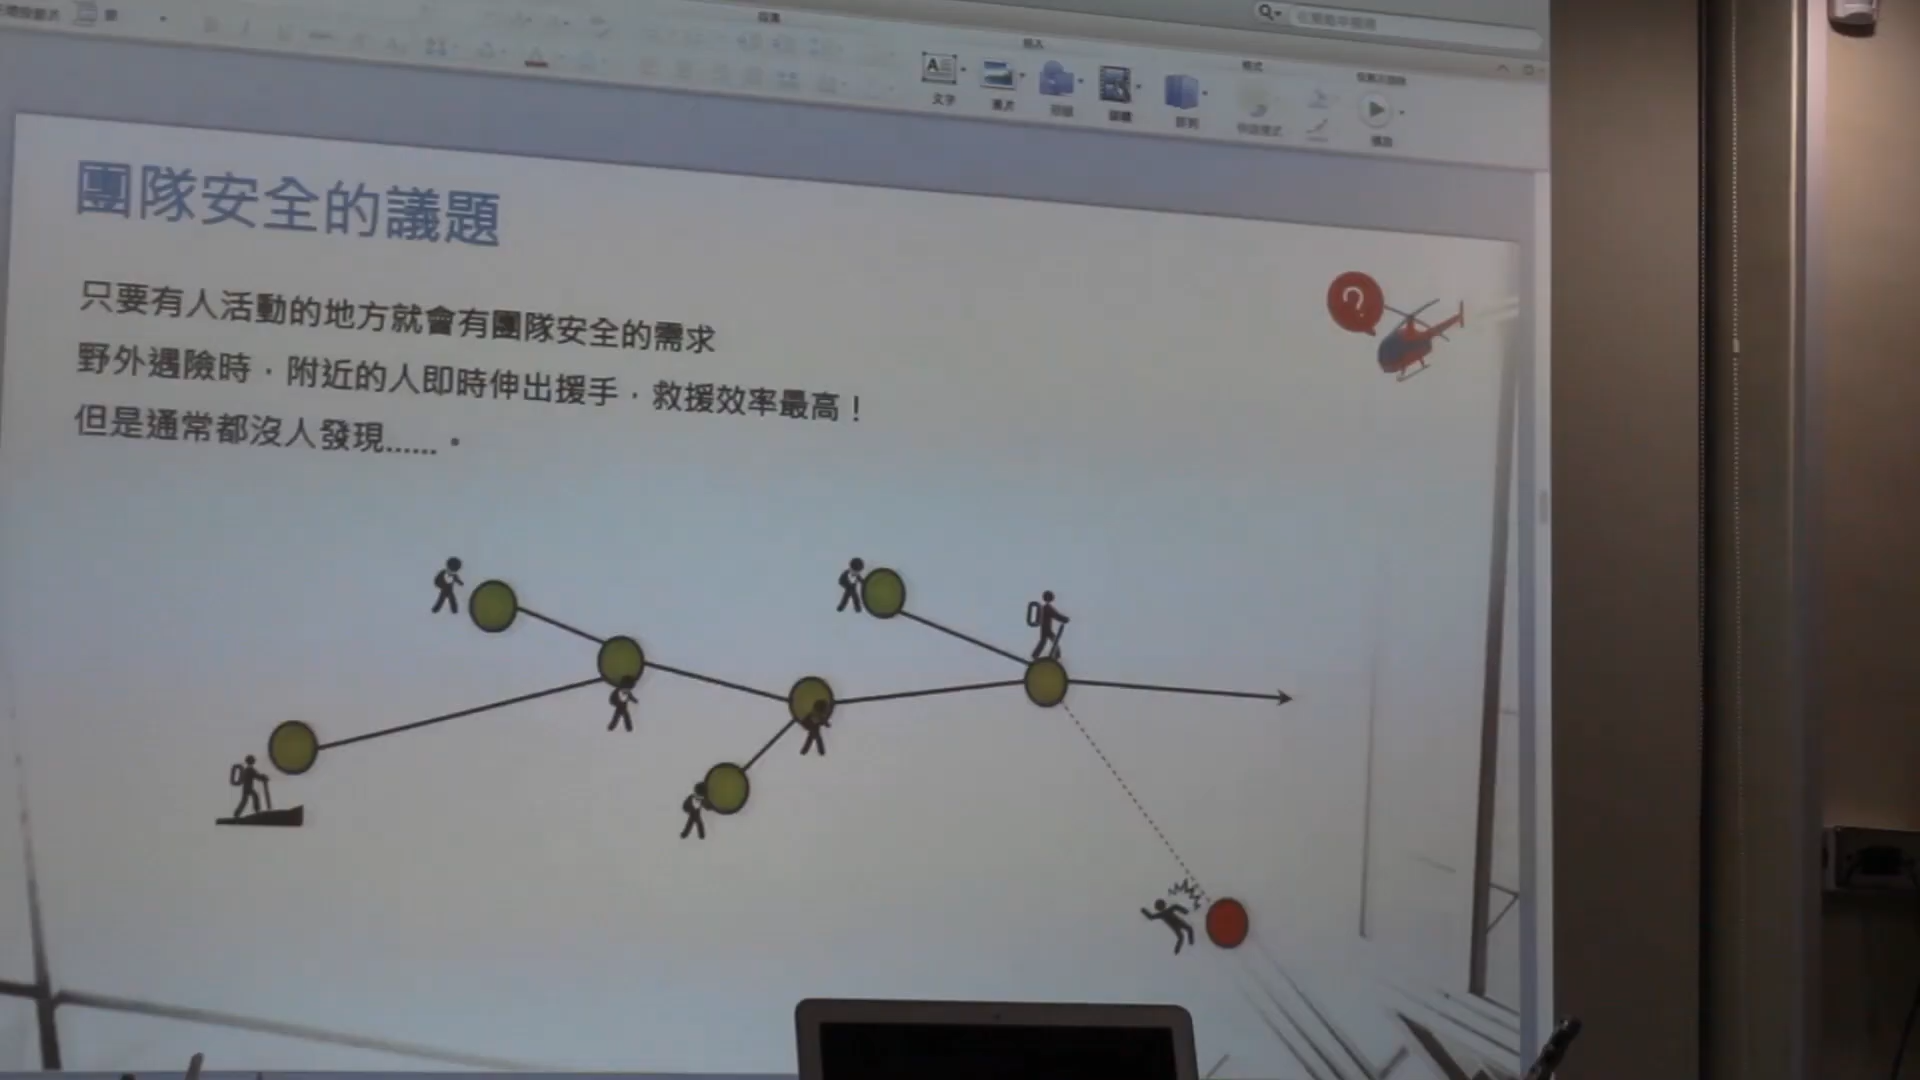 文字
團隊安全的議題
只要有人活動的地方就會有團隊安全的需求
野外遇險時，附近的人即時伸出援手，救援效率最高！
但是通常都沒人發現......。
?